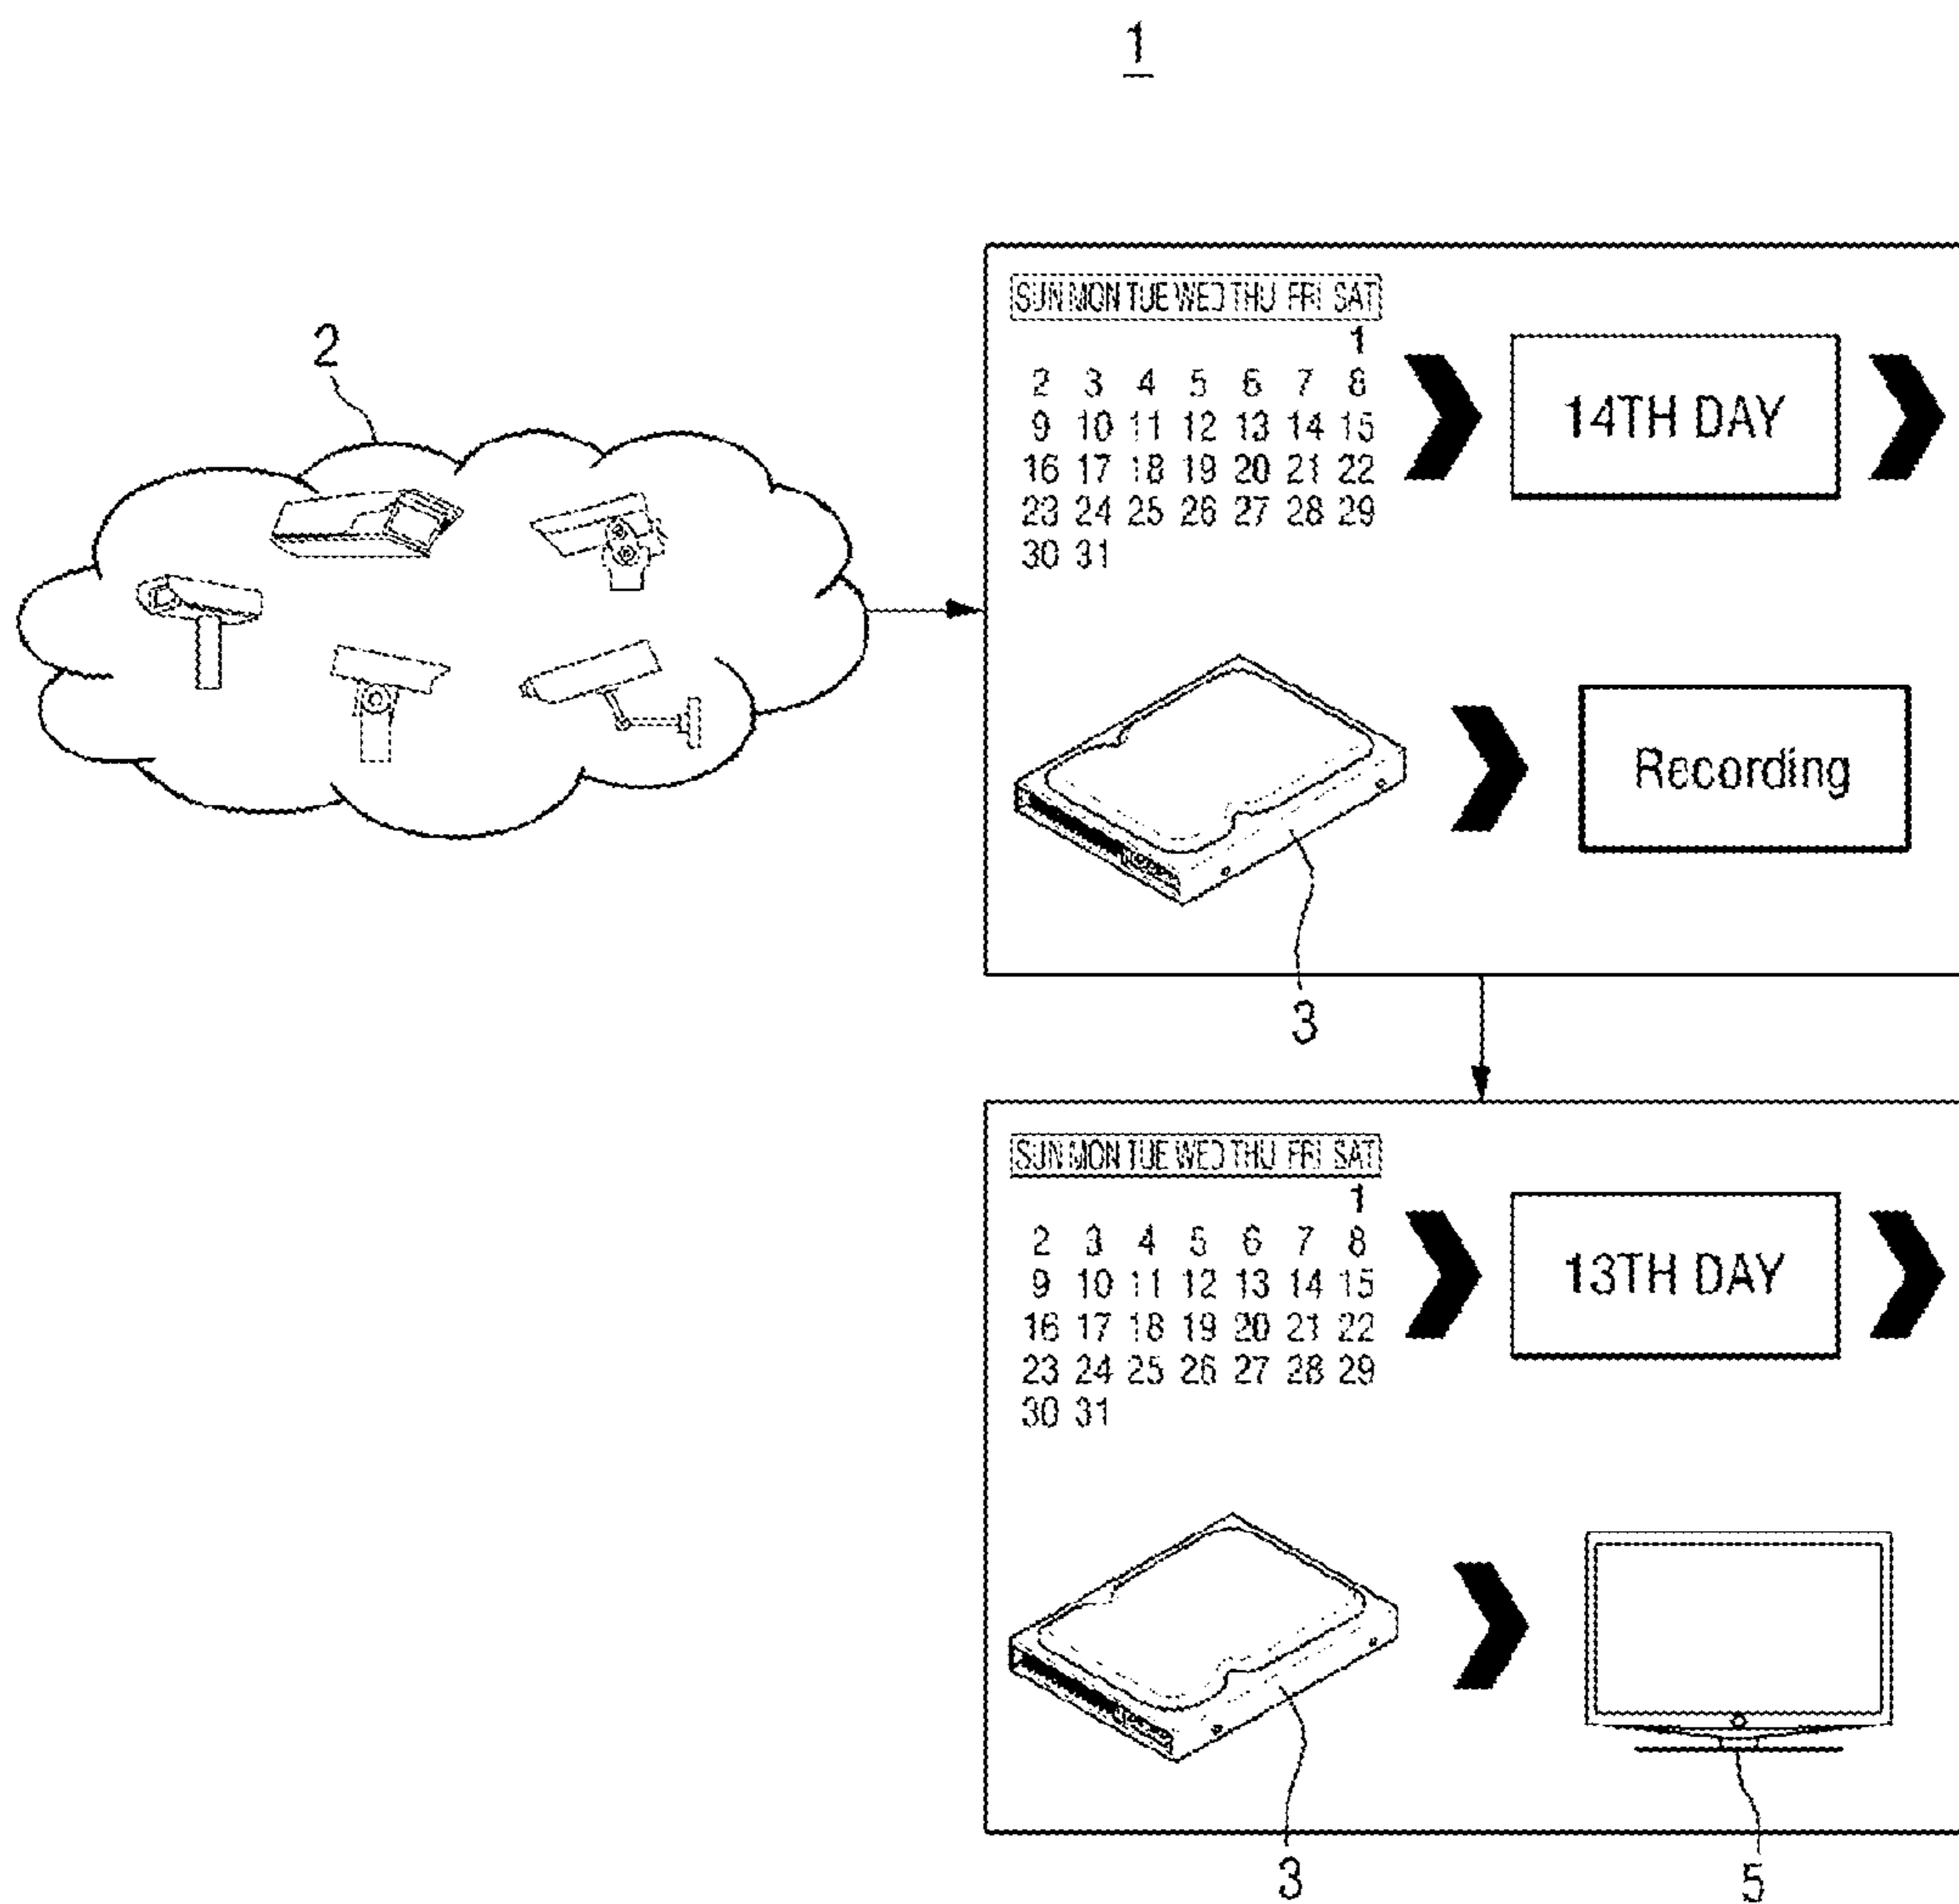 1
2
SUN MON TUE WED THU FRI SAT
1
2 3 4 5 6 7 8
9 10 11 12 13 14 15
16 17 18 19 20 21 22
23 24 25 26 27 28 29
30 31
14TH DAY
Recording
3
SUN MON TUE WED THU FRI SAT
1
2 3 4 5 6 7 8
9 10 11 12 13 14 15
16 17 18 19 20 21 22
23 24 25 26 27 28 29
30 31
13TH DAY
3
5